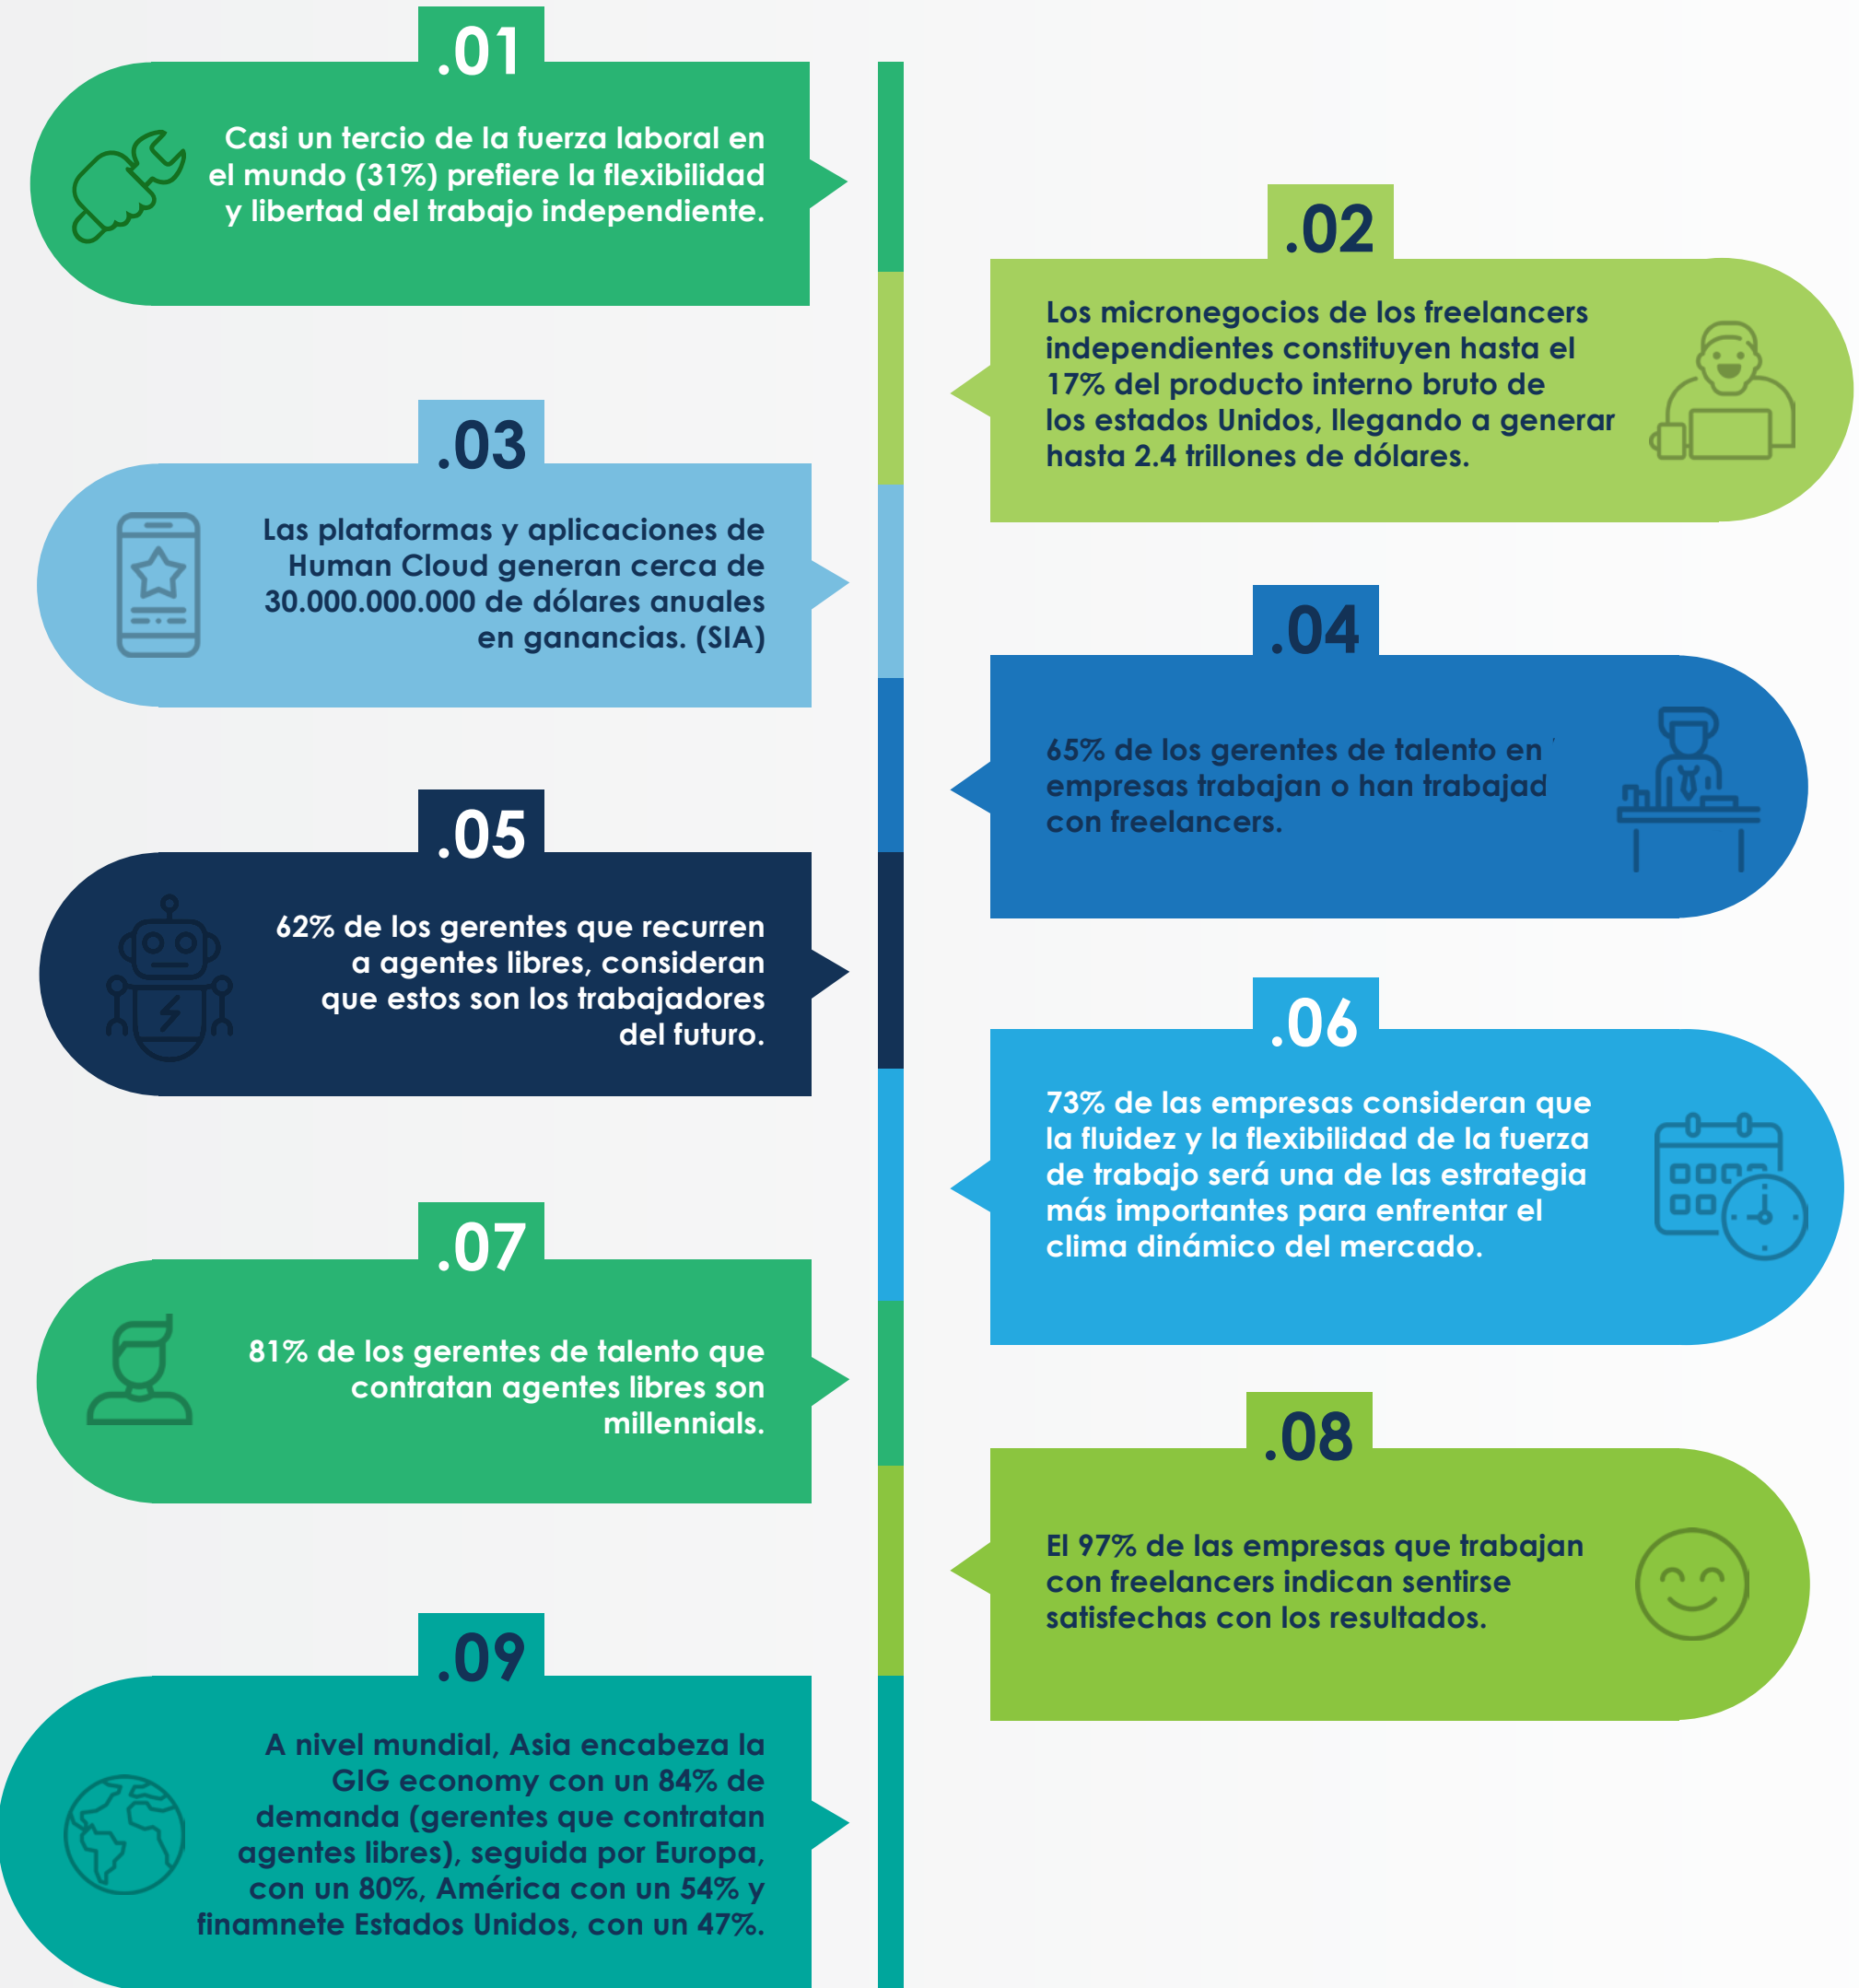 .01
Casi un tercio de la fuerza laboral en
el mundo (31%) prefiere la flexibilidad
y libertad del trabajo independiente.
.02
Los micronegocios de los freelancers
independientes constituyen hasta el
17% del producto interno bruto de
los estados Unidos, llegando a generar
hasta 2.4 trillones de dólares.
.03
Las plataformas y aplicaciones de
Human Cloud generan cerca de
30.000.000.000 de dólares anuales
en ganancias. (SIA)
.04
65% de los gerentes de talento en
empresas trabajan o han trabajad
con freelancers.
.05
62% de los gerentes que recurren
a agentes libres, consideran
que estos son los trabajadores
del futuro.
.06
73% de las empresas consideran que
la fluidez y la flexibilidad de la fuerza
de trabajo será una de las estrategia
más importantes para enfrentar el
clima dinámico del mercado.
.07
81% de los gerentes de talento que
contratan agentes libres son
millennials.
.08
El 97% de las empresas que trabajan
con freelancers indican sentirse
satisfechas con los resultados.
.09
A nivel mundial, Asia encabeza la
GIG economy con un 84% de
demanda (gerentes que contratan
agentes libres), seguida por Europa,
con un 80%, América con un 54% y
finamnete Estados Unidos, con un 47%.